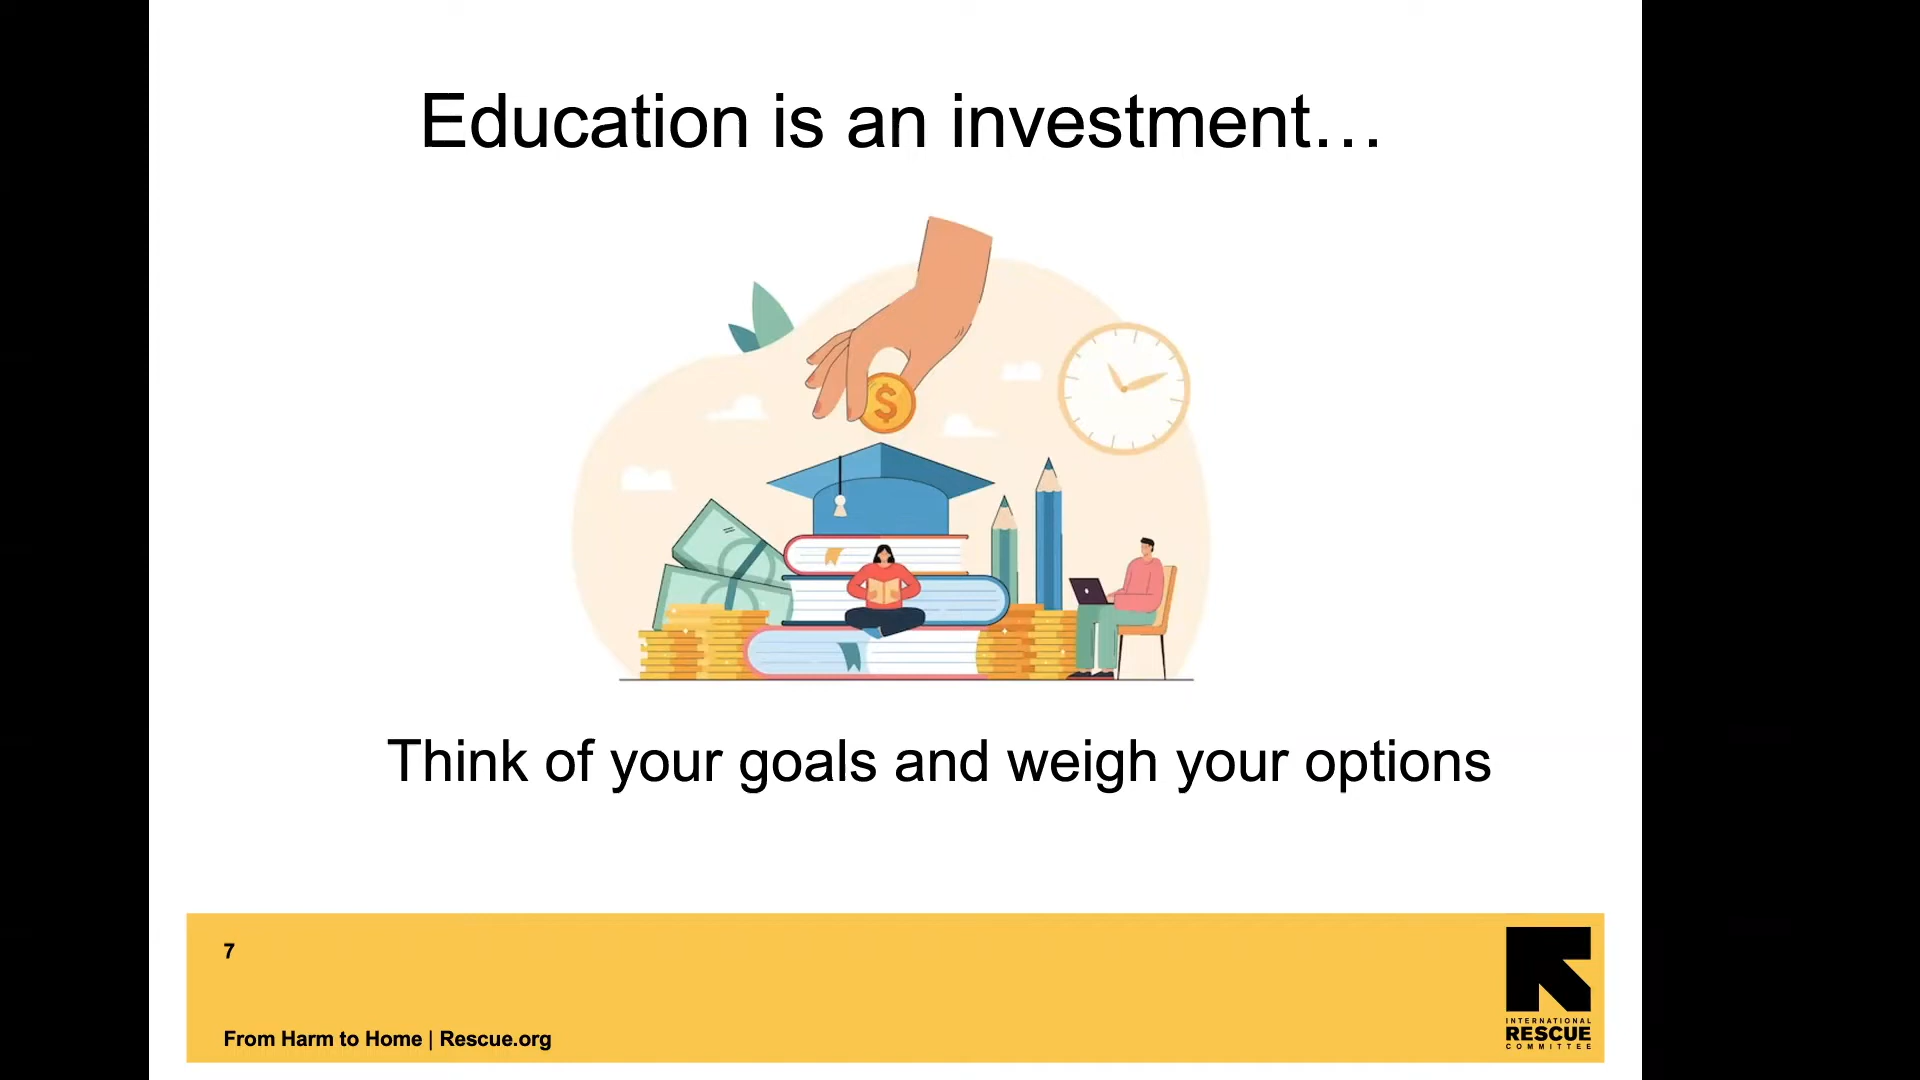 Education is an investment…
$
Think of your goals and weigh your options
7
From Harm to Home | Rescue.org
INTERNATIONAL
RESCUE
COMMITTEE